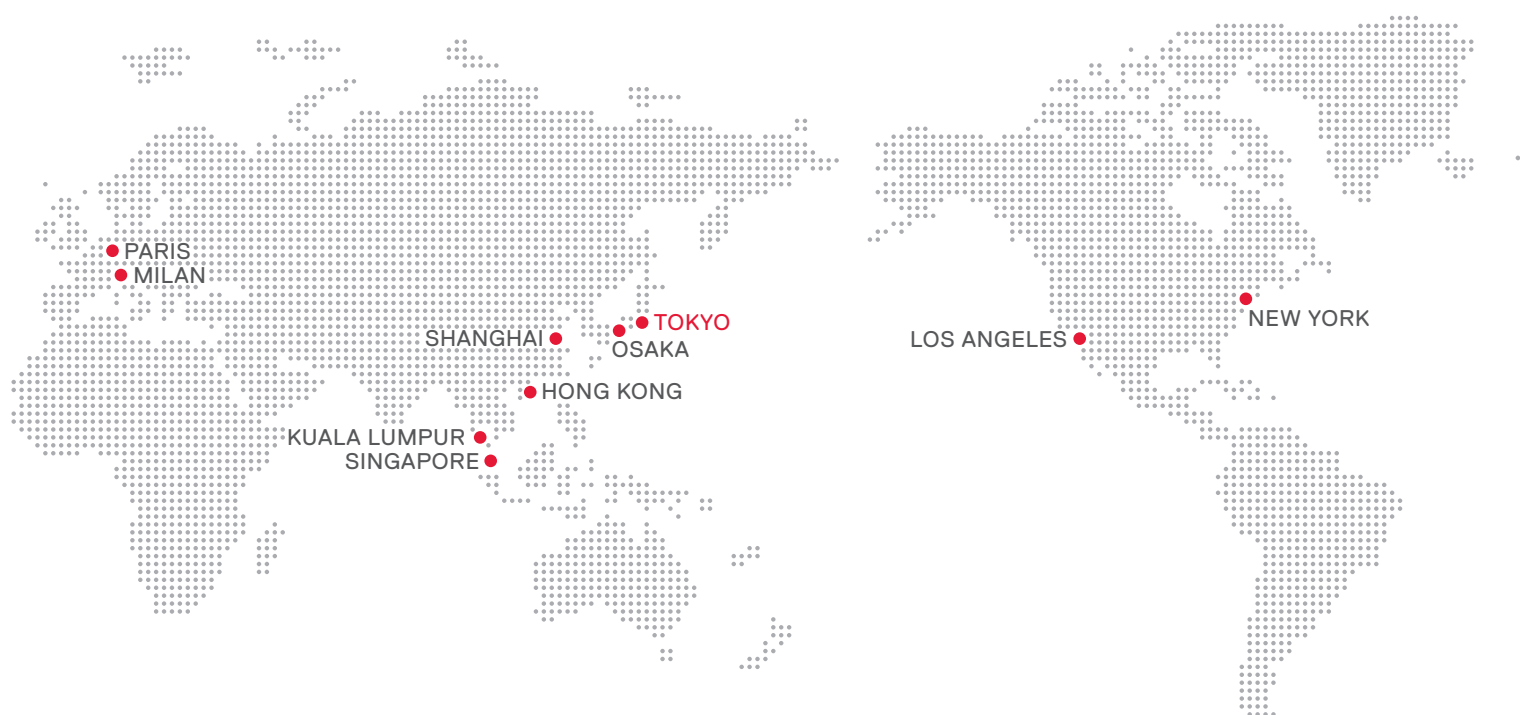 PARIS
MILAN
TOKYO
NEW YORK
SHANGHAI
LOS ANGELES
OSAKA
HONG KONG
KUALA LUMPUR
SINGAPORE